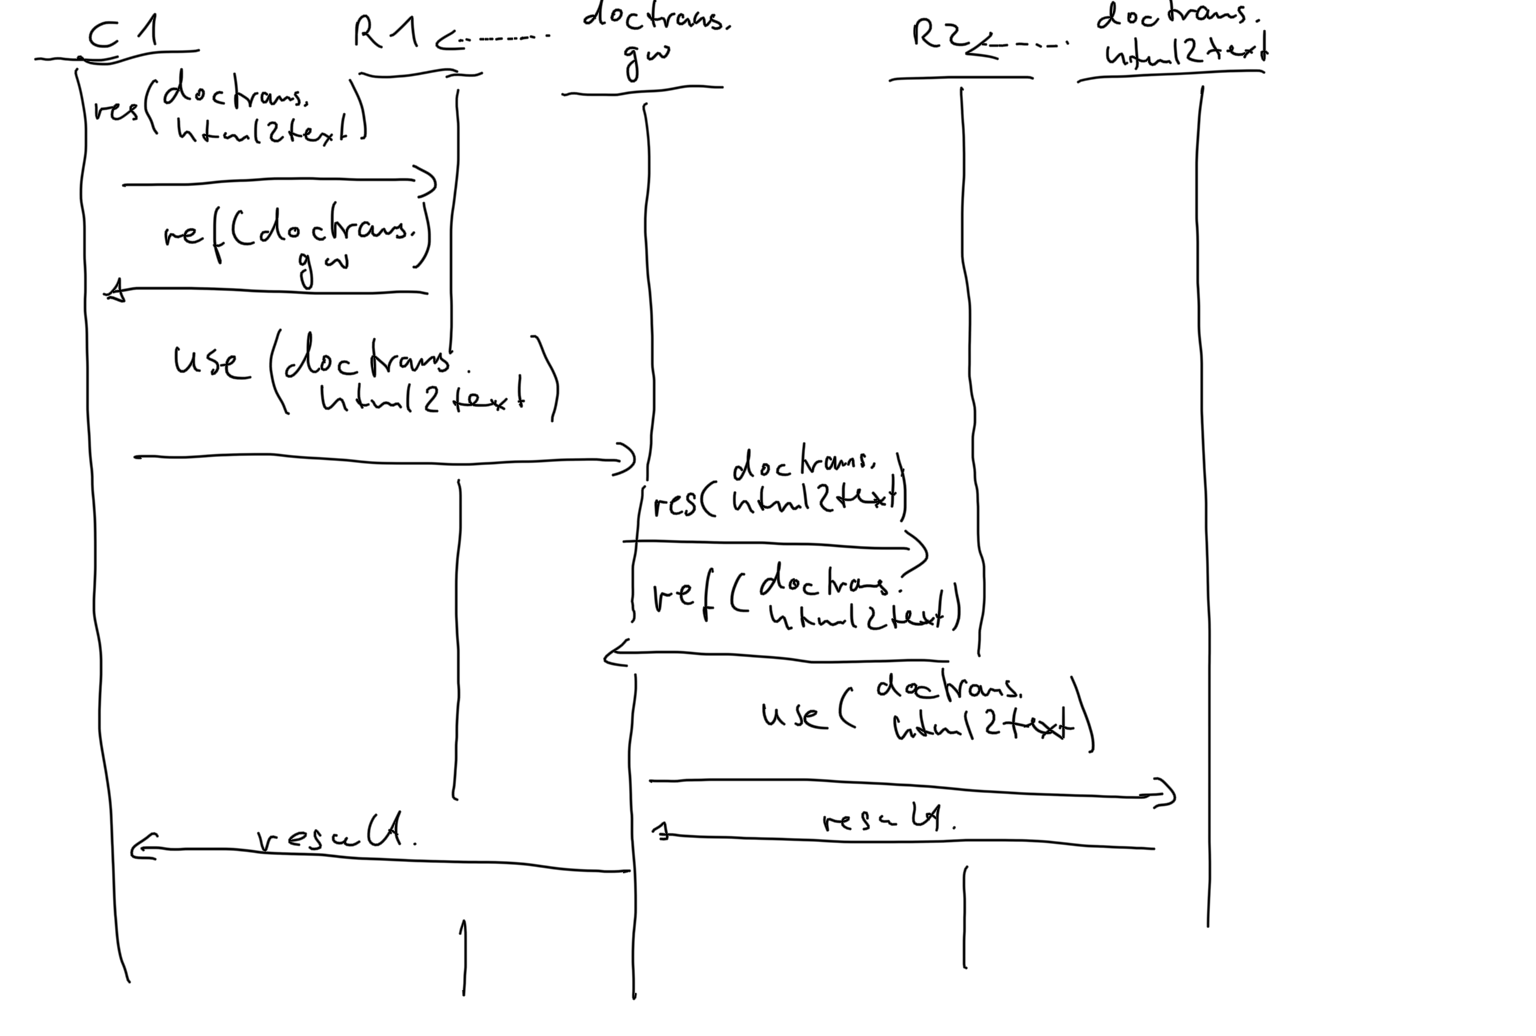 C1
R1
doctrans.
gw
R2
doctrans.
html2text
res(doctrans.
html2text)
ref(doctrans.
gw)
use (doctrans.
html2text)
res(doctrans.
html2text)
ref(doctrans.
html2text)
use(doctrans.
html2text)
result.
result.